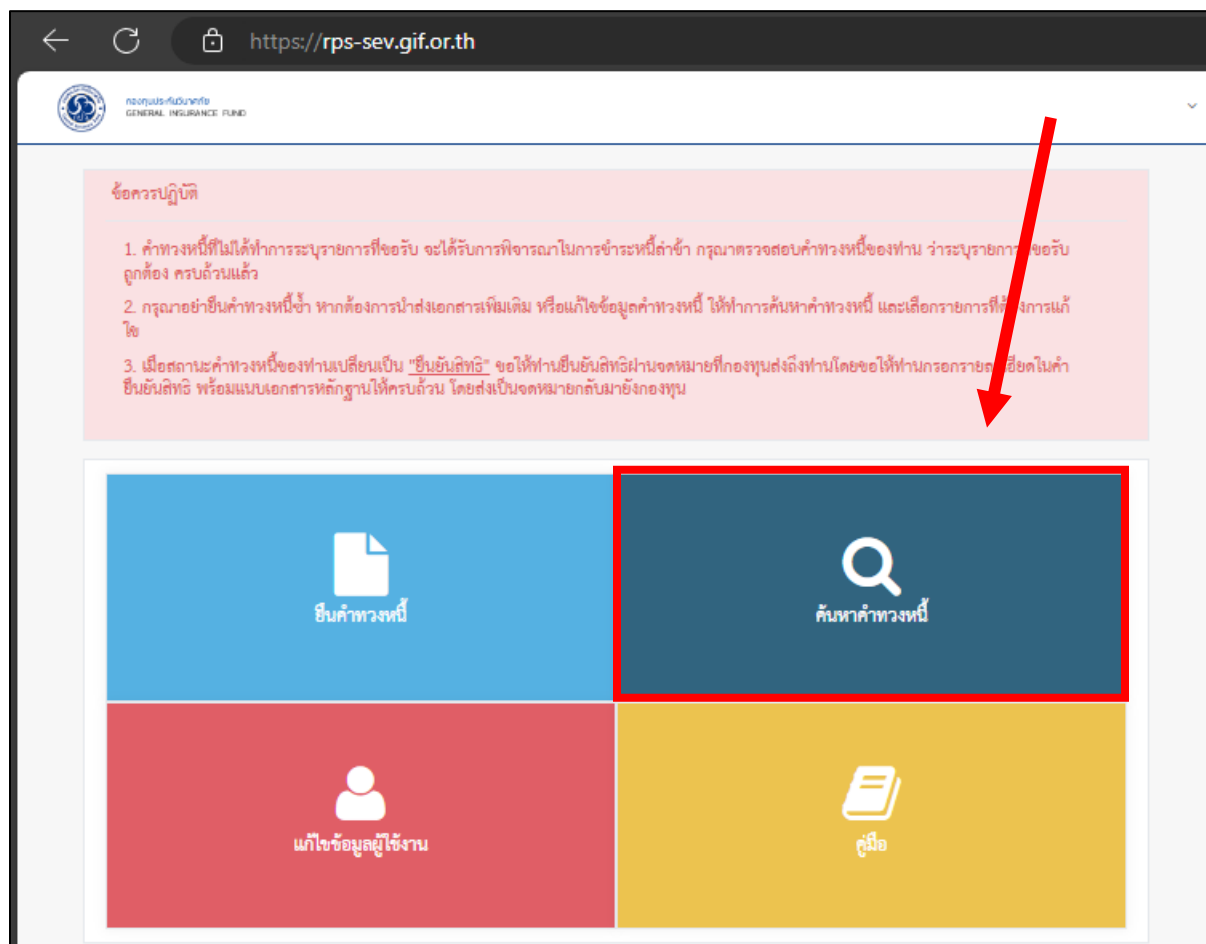 https://rps-sev.gif.or.th
กองทุนประกันวินาศภัย
GENERAL INSURANCE FUND
ข้อควรปฏิบัติ
1. คำทวงหนี้ที่ไม่ได้ทำการระบุรายการที่ขอรับ จะได้รับการพิจารณาในการชำระหนี้ล่าช้า กรุณาตรวจสอบคำทวงหนี้ของท่าน ว่าระบุรายการ ขอรับ
ถูกต้อง ครบถ้วนแล้ว
2. กรุณาอย่ายื่นคำทวงหนี้ซ้ำ หากต้องการนำส่งเอกสารเพิ่มเติม หรือแก้ไขข้อมูลคำทวงหนี้ ให้ทำการค้นหาคำทวงหนี้ และเลือกรายการที่ต้องการแก้
ไข
3. เมื่อสถานะคำทวงหนี้ของท่านเปลี่ยนเป็น "ยืนยันสิทธิ" ขอให้ท่านยืนยันสิทธิผ่านจดหมายที่กองทุนส่งถึงท่านโดยขอให้ท่านกรอกรายละเอียดในคำ
ยืนยันสิทธิ พร้อมแนบเอกสารหลักฐานให้ครบถ้วน โดยส่งเป็นจดหมายกลับมายังกองทุน
ยื่นคำทวงหนี้
ค้นหาคำทวงหนี้
แก้ไขข้อมูลผู้ใช้งาน
คู่มือ